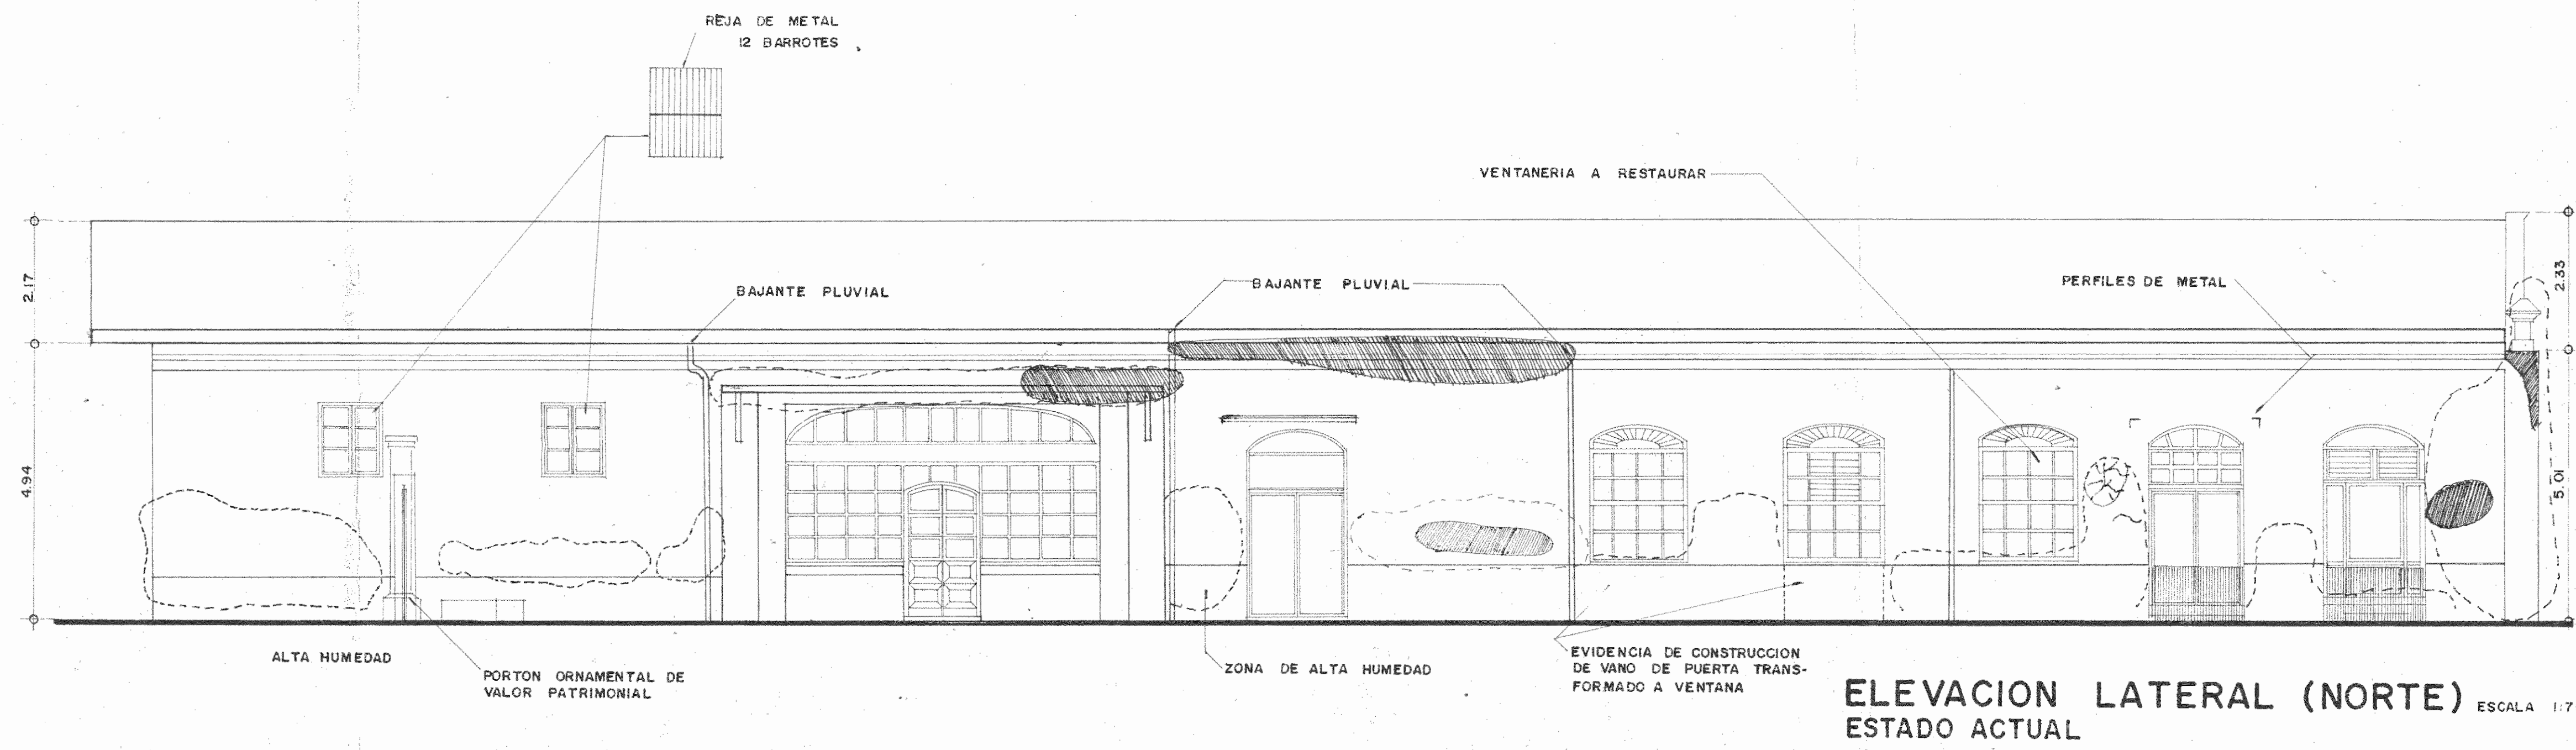 REJA DE METAL
12 BARROTES
VENTANERIA A RESTAURAR
BAJANTE PLUVIAL
BAJANTE PLUVIAL
PERFILES DE METAL
2.17
2.33
4.94
5.01
ALTA HUMEDAD
PORTON ORNAMENTAL DE
VALOR PATRIMONIAL
ZONA DE ALTA HUMEDAD
EVIDENCIA DE CONSTRUCCION
DE VANO DE PUERTA TRANS-
FORMADO A VENTANA
ELEVACION LATERAL (NORTE) ESCALA 1:7
ESTADO ACTUAL